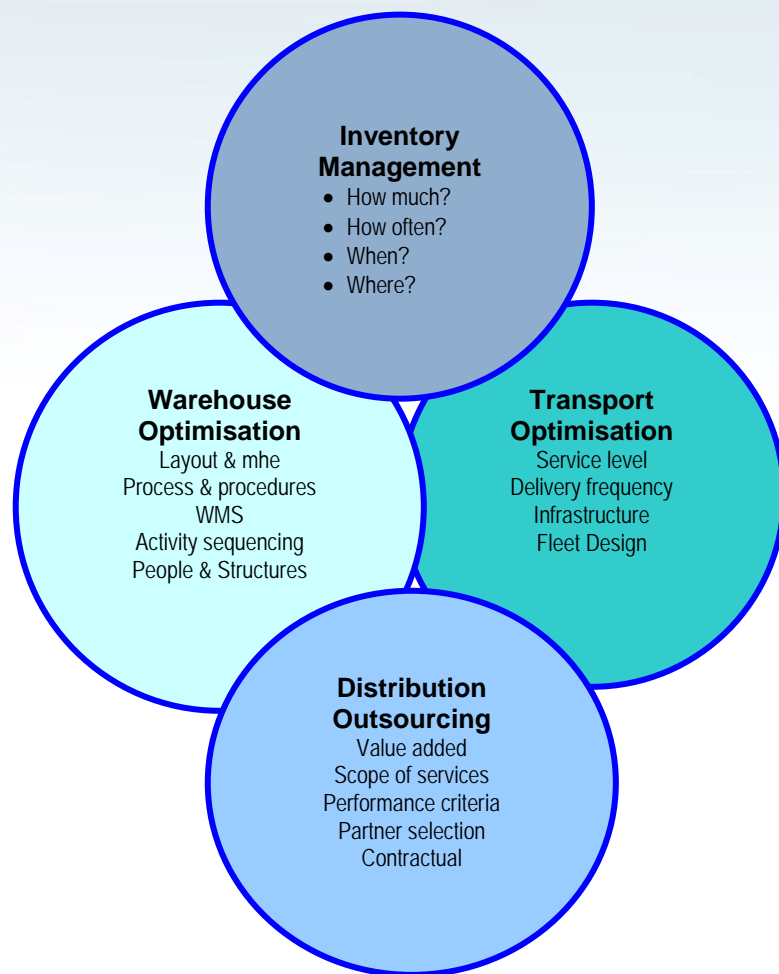 Inventory
Management
• How much?
• How often?
• When?
• Where?
Warehouse
Optimisation
Layout & mhe
Process & procedures
WMS
Activity sequencing
People & Structures
Transport
Optimisation
Service level
Delivery frequency
Infrastructure
Fleet Design
Distribution
Outsourcing
Value added
Scope of services
Performance criteria
Partner selection
Contractual